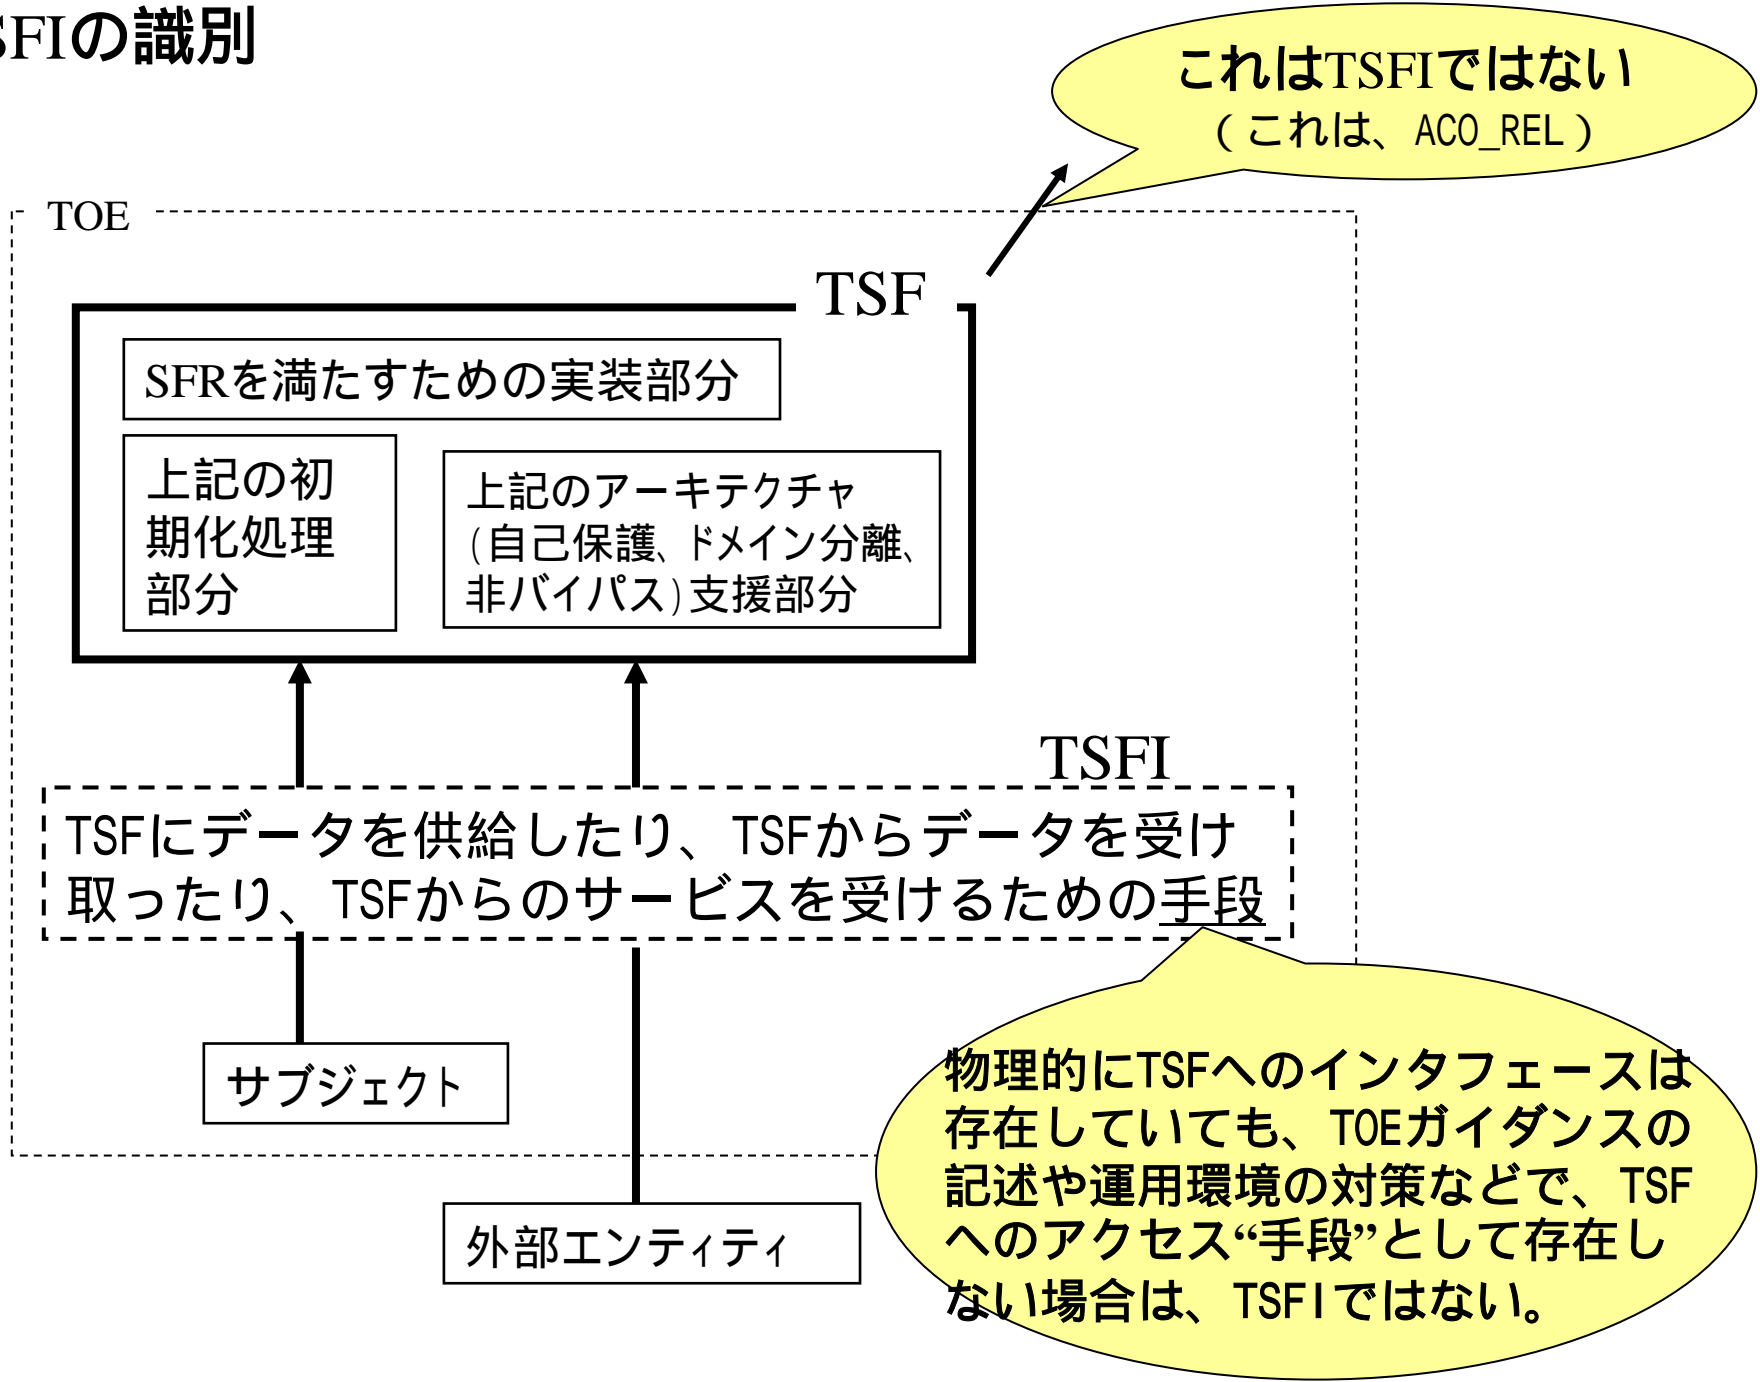 SFIの識別
これはTSFIではない
(これは、ACO_REL)
TOE
TSF
SFRを満たすための実装部分
上記の初
期化処理
部分
上記のアーキテクチャ
(自己保護、ドメイン分離、
非バイパス)支援部分
TSFI
TSFにデータを供給したり、TSFからデータを受け
取ったり、TSFからのサービスを受けるための手段
サブジェクト
外部エンティティ
物理的にTSFへのインタフェースは
存在していても、TOEガイダンスの
記述や運用環境の対策などで、TSF
へのアクセス“手段”として存在し
ない場合は、TSFIではない。